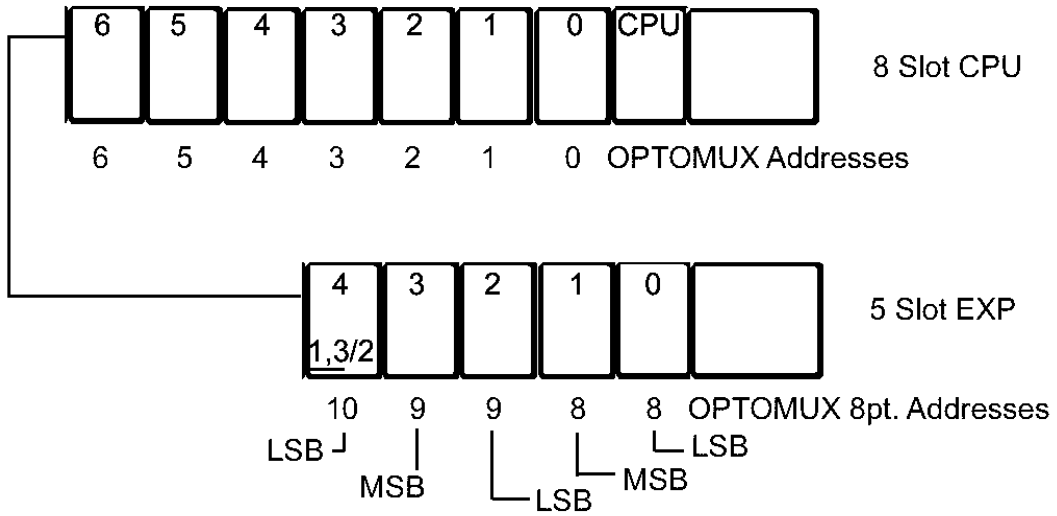 6 5 4 3 2 1 0 CPU
8 Slot CPU
6 5 4 3 2 1 0 OPTOMUX Addresses
4 3 2 1 0
5 Slot EXP
1,3/2
10 9 9 8 8 OPTOMUX 8pt. Addresses
LSB MSB LSB MSB LSB